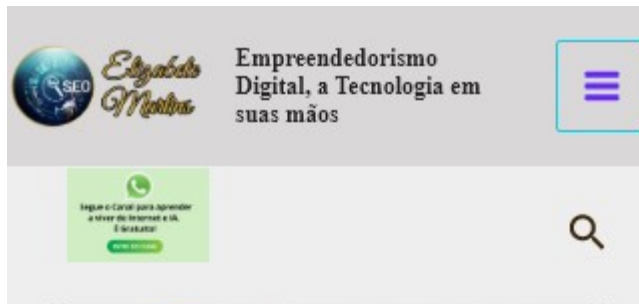 SEO
Elizabete
Martins
Empreendedorismo
Digital, a Tecnologia em
suas mãos
Segue o Canal para aprender
a viver de Internet e IA.
É Gratuito!